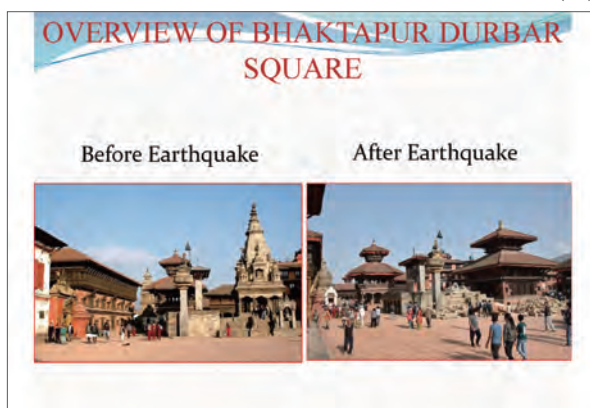 OVERVIEW OF BHAKTAPUR DURBAR
SQUARE
Before Earthquake
After Earthquake